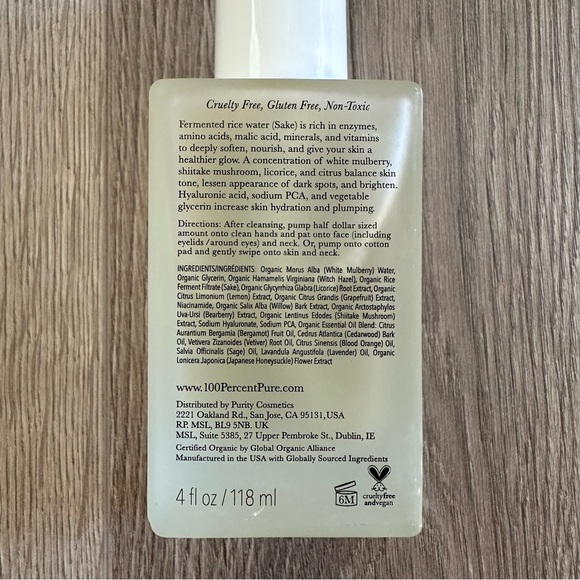 Cruelty Free, Gluten Free, Non-Toxic
Fermented rice water (Sake) is rich in enzymes,
amino acids, malic acid, minerals, and vitamins
to deeply soften, nourish, and give your skin a
healthier glow. A concentration of white mulberry,
shiitake mushroom, licorice, and citrus balance skin
tone, lessen appearance of dark spots, and brighten.
Hyaluronic acid, sodium PCA, and vegetable
glycerin increase skin hydration and plumping.
Directions: After cleansing, pump half dollar sized
amount onto clean hands and pat onto face (including
eyelids/around eyes) and neck. Or, pump onto cotton
pad and gently swipe onto skin and neck.
INGREDIENTS/INGRÉDIENTS: Organic Morus Alba (White Mulberry) Water,
Organic Glycerin, Organic Hamamelis Virginiana (Witch Hazel), Organic Rice
Ferment Filtrate (Sake), Organic Glycyrrhiza Glabra (Licorice) Root Extract, Organic
Citrus Limonium (Lemon) Extract, Organic Citrus Grandis (Grapefruit) Extract,
Niacinamide, Organic Salix Alba (Willow) Bark Extract, Organic Arctostaphylos
Uva-Ursi (Bearberry) Extract, Organic Lentinus Edodes (Shiitake Mushroom)
Extract, Sodium Hyaluronate, Sodium PCA, Organic Essential Oil Blend: Citrus
Aurantium Bergamia (Bergamot) Fruit Oil, Cedrus Atlantica (Cedarwood) Bark
Oil, Vetivera Zizanoides (Vetiver) Root Oil, Citrus Sinensis (Blood Orange) Oil,
Salvia Officinalis (Sage) Oil, Lavandula Angustifola (Lavender) Oil, Organic
Lonicera Japonica (Japanese Honeysuckle) Flower Extract
www.100PercentPure.com
Distributed by Purity Cosmetics
2221 Oakland Rd., San Jose, CA 95131,USA
RP. MSL, BL9 5NB. UK
MSL, Suite 5385, 27 Upper Pembroke St., Dublin, IE
Certified Organic by Global Organic Alliance
Manufactured in the USA with Globally Sourced Ingredients
4 fl oz / 118 ml
6M
crueltyfree
andvegan